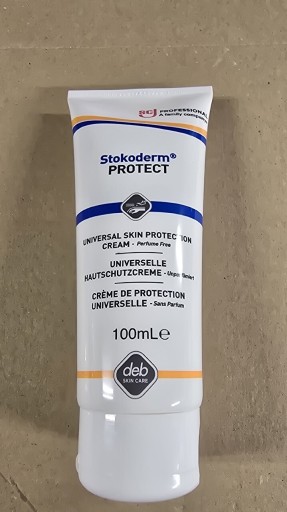 SCJ PROFESSIONAL
A family company
Stokoderm®
PROTECT
UNIVERSAL SKIN PROTECTION
CREAM - Perfume Free
UNIVERSELLE
HAUTSCHUTZCREME - Unparfümiert
CRÈME DE PROTECTION
UNIVERSELLE - Sans Parfum
100mL℮
deb
SKIN CARE